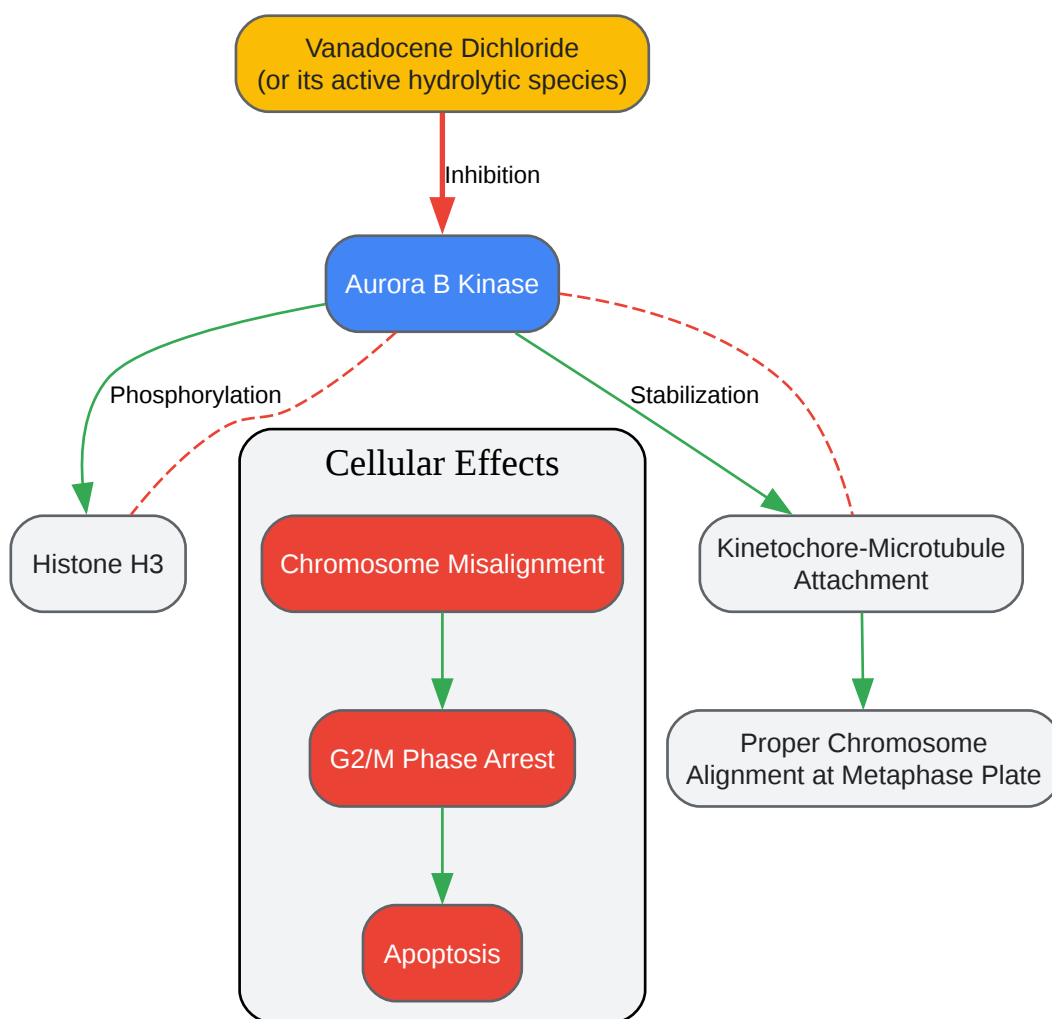 Vanadocene Dichloride
(or its active hydrolytic species)
Inhibition
Aurora B Kinase
Phosphorylation
Stabilization
Cellular Effects
Histone H3
Chromosome Misalignment
Kinetochore-Microtubule
Attachment
G2/M Phase Arrest
Proper Chromosome
Alignment at Metaphase Plate
Apoptosis